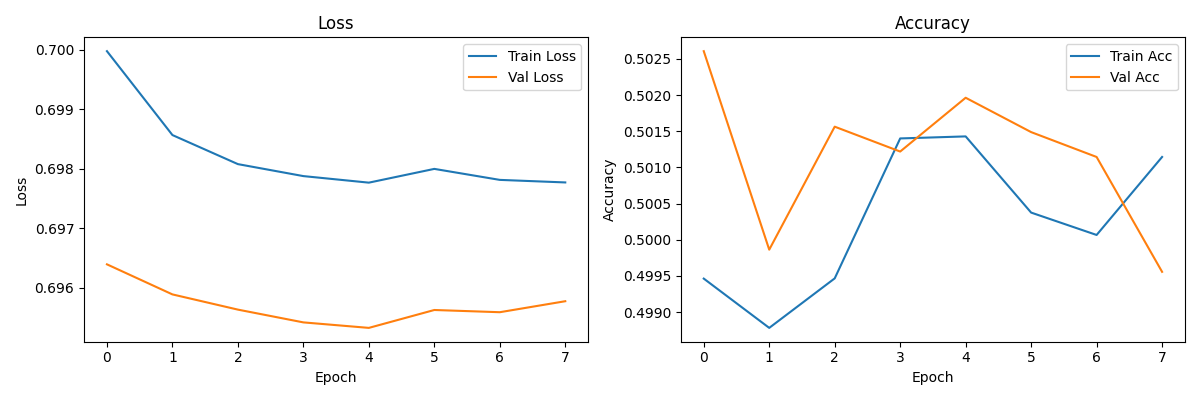 Loss
0.700
0.699
0.698
0.697
0.696
Loss
Train Loss
Val Loss
0 1 2 3 4 5 6 7
Epoch
Accuracy
0.5025
0.5020
0.5015
0.5010
0.5005
0.5000
0.4995
0.4990
Accuracy
Train Acc
Val Acc
0 1 2 3 4 5 6 7
Epoch